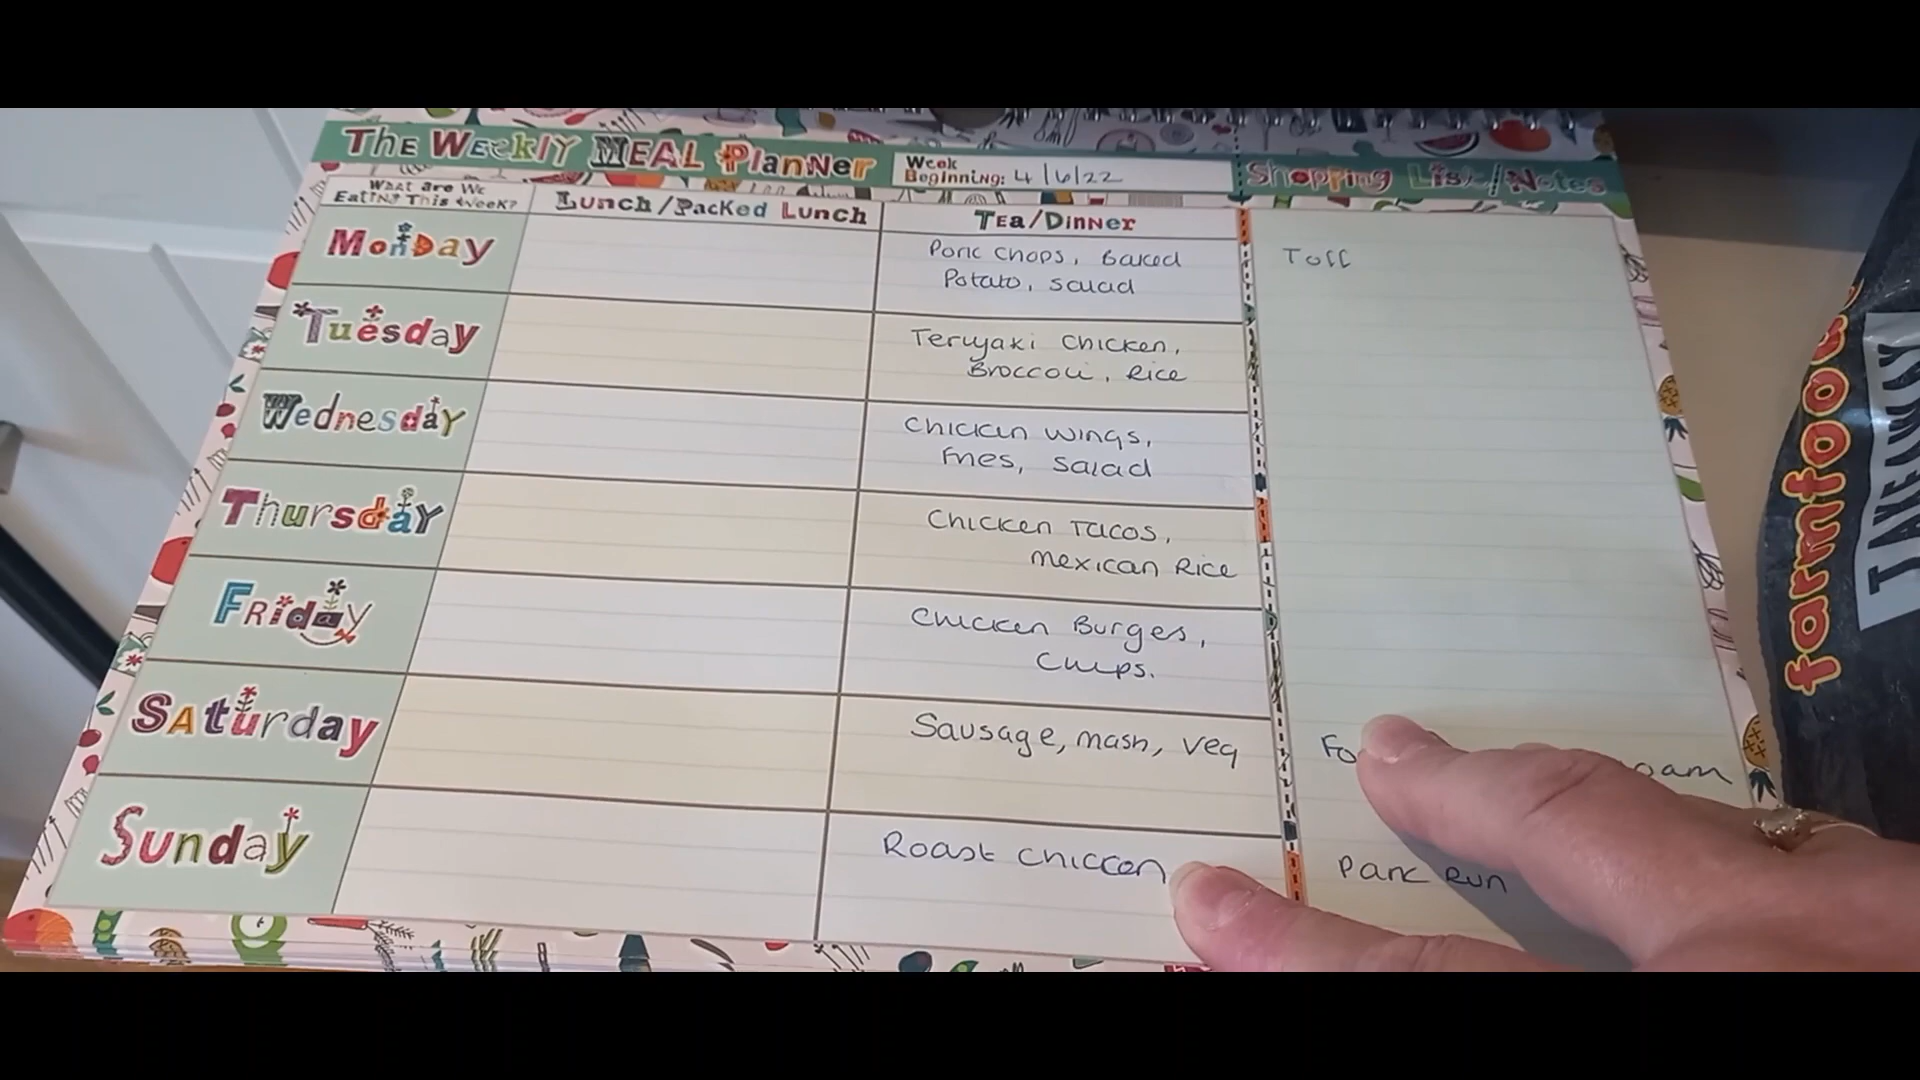 The Weekly Meal Planner
Week
Beginning: 4/6/22
Shopping List/Notes
What are We
Eating This Week?
Lunch/Packed Lunch
Tea/Dinner
Monday
Pork Chops, Baked
Potato, Salad
Toff
Tuesday
Teriyaki Chicken,
Broccoli, Rice
Wednesday
Chicken Wings,
Fries, Salad
Thursday
Chicken Tacos,
Mexican Rice
Friday
Chicken Burges,
Chips.
Saturday
Sausage, mash, veg
Sunday
Roast Chicken
Park Run
farmfoods
TAKEAWAY